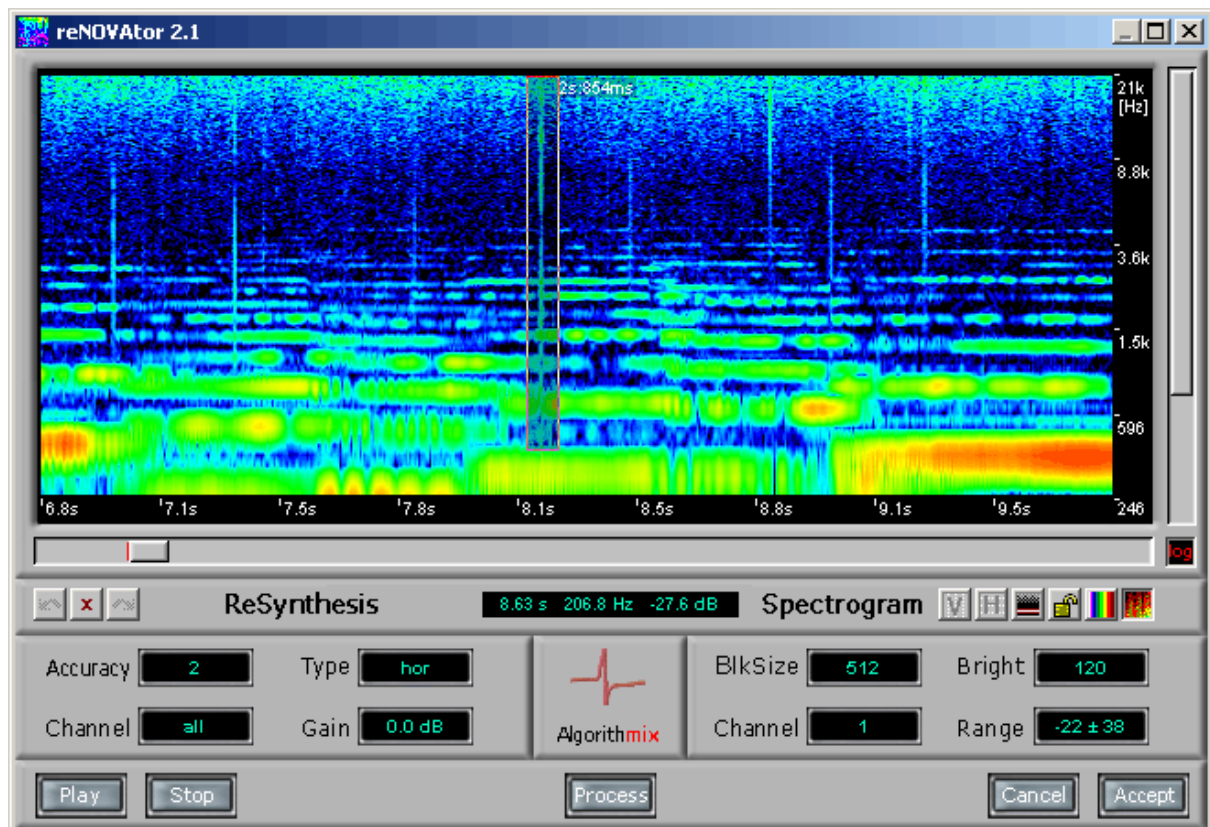 reNOVAtor 2.1
2s:854ms
21k
[Hz]
8.8k
3.6k
1.5k
596
246
6.8s 7.1s 7.5s 7.8s 8.1s 8.5s 8.8s 9.1s 9.5s
log
x ReSynthesis 8.63 s 206.8 Hz -27.6 dB Spectrogram V H
Accuracy 2 Type hor BlkSize 512 Bright 120
Channel all Gain 0.0 dB Algorithmix Channel 1 Range -22 ± 38
Play Stop Process Cancel Accept